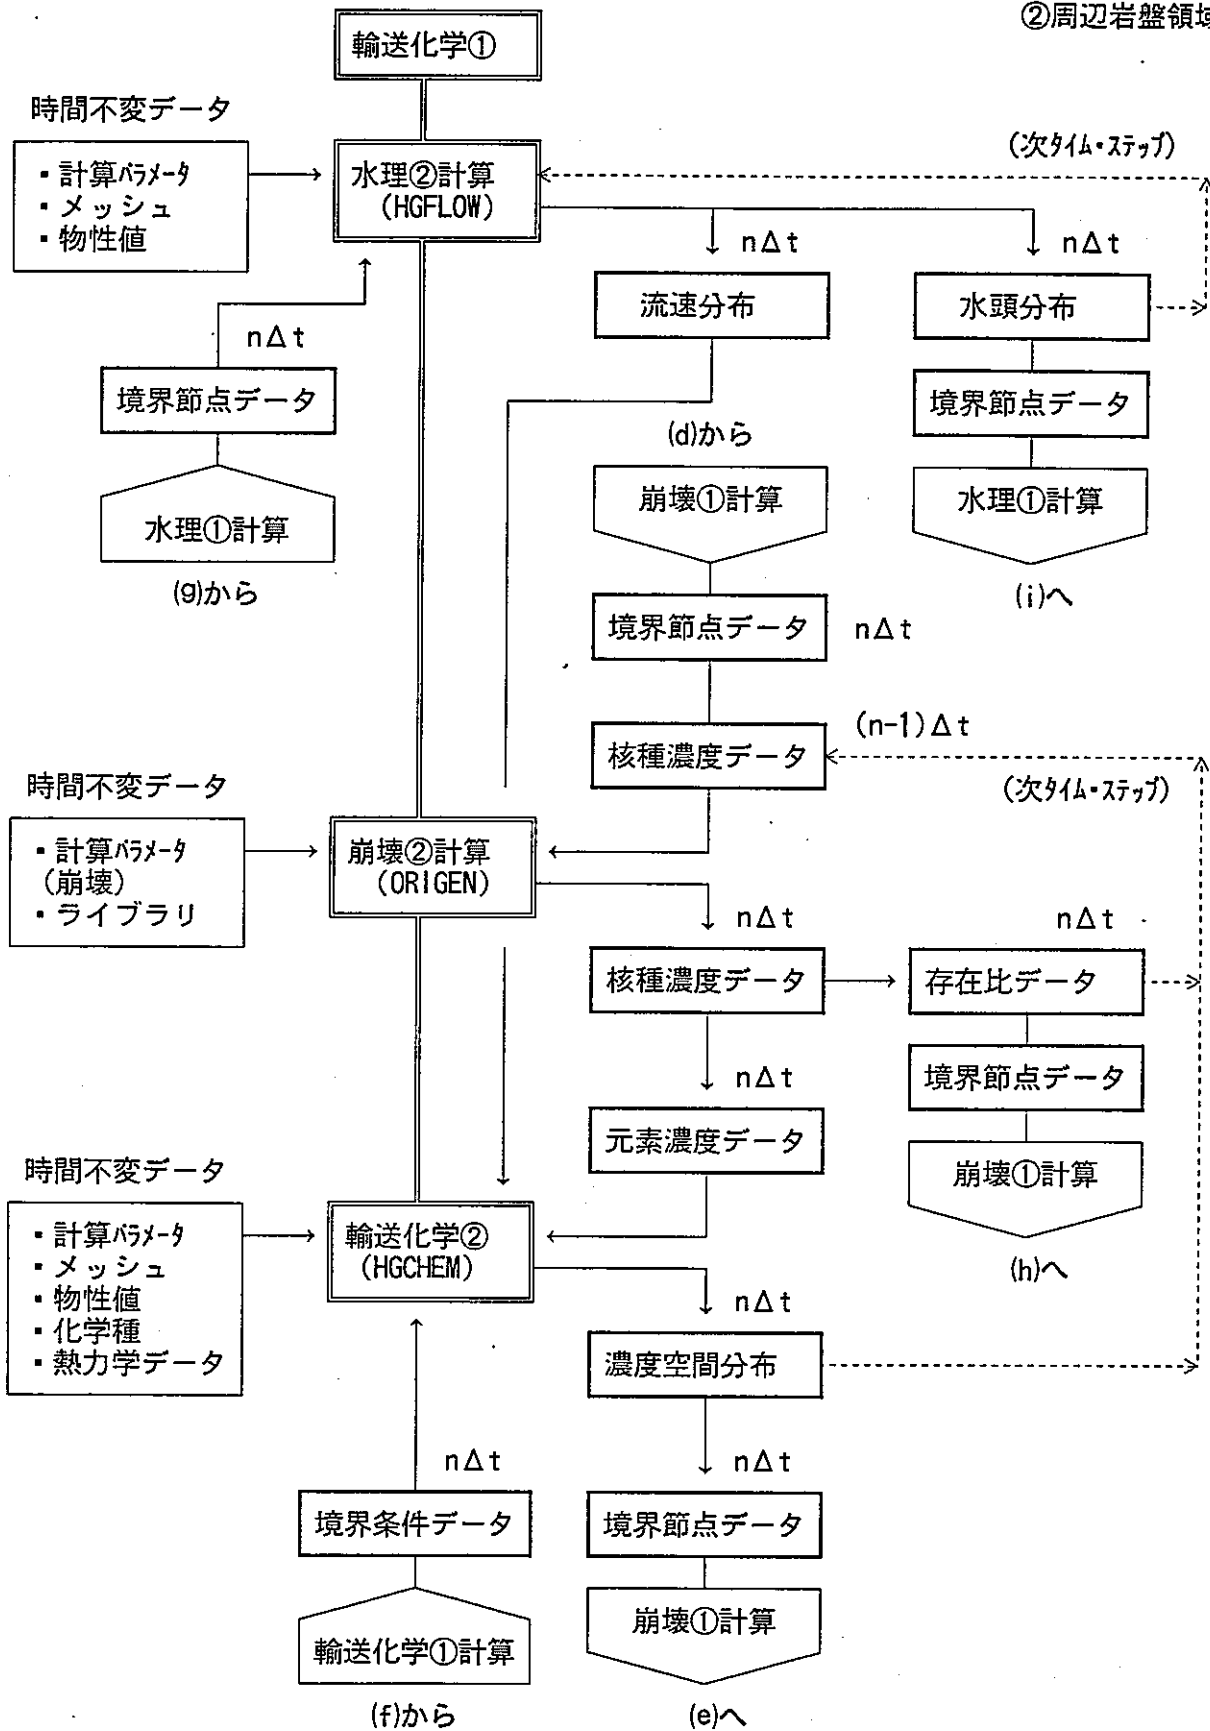 ②周辺岩盤領域
輸送化学①
時間不変データ
・計算パラメータ
・メッシュ
・物性値
水理②計算
(HGFLOW)
(次タイム・ステップ)
nΔt
nΔt
流速分布
水頭分布
nΔt
境界節点データ
境界節点データ
(d)から
水理①計算
(g)から
崩壊①計算
水理①計算
(i)へ
境界節点データ
nΔt
核種濃度データ
(n-1)Δt
(次タイム・ステップ)
時間不変データ
・計算パラメータ
(崩壊)
・ライブラリ
崩壊②計算
(ORIGEN)
nΔt
nΔt
核種濃度データ
存在比データ
nΔt
境界節点データ
元素濃度データ
崩壊①計算
(h)へ
時間不変データ
・計算パラメータ
・メッシュ
・物性値
・化学種
・熱力学データ
輸送化学②
(HGCHEM)
nΔt
濃度空間分布
nΔt
nΔt
境界条件データ
境界節点データ
輸送化学①計算
崩壊①計算
(f)から
(e)へ